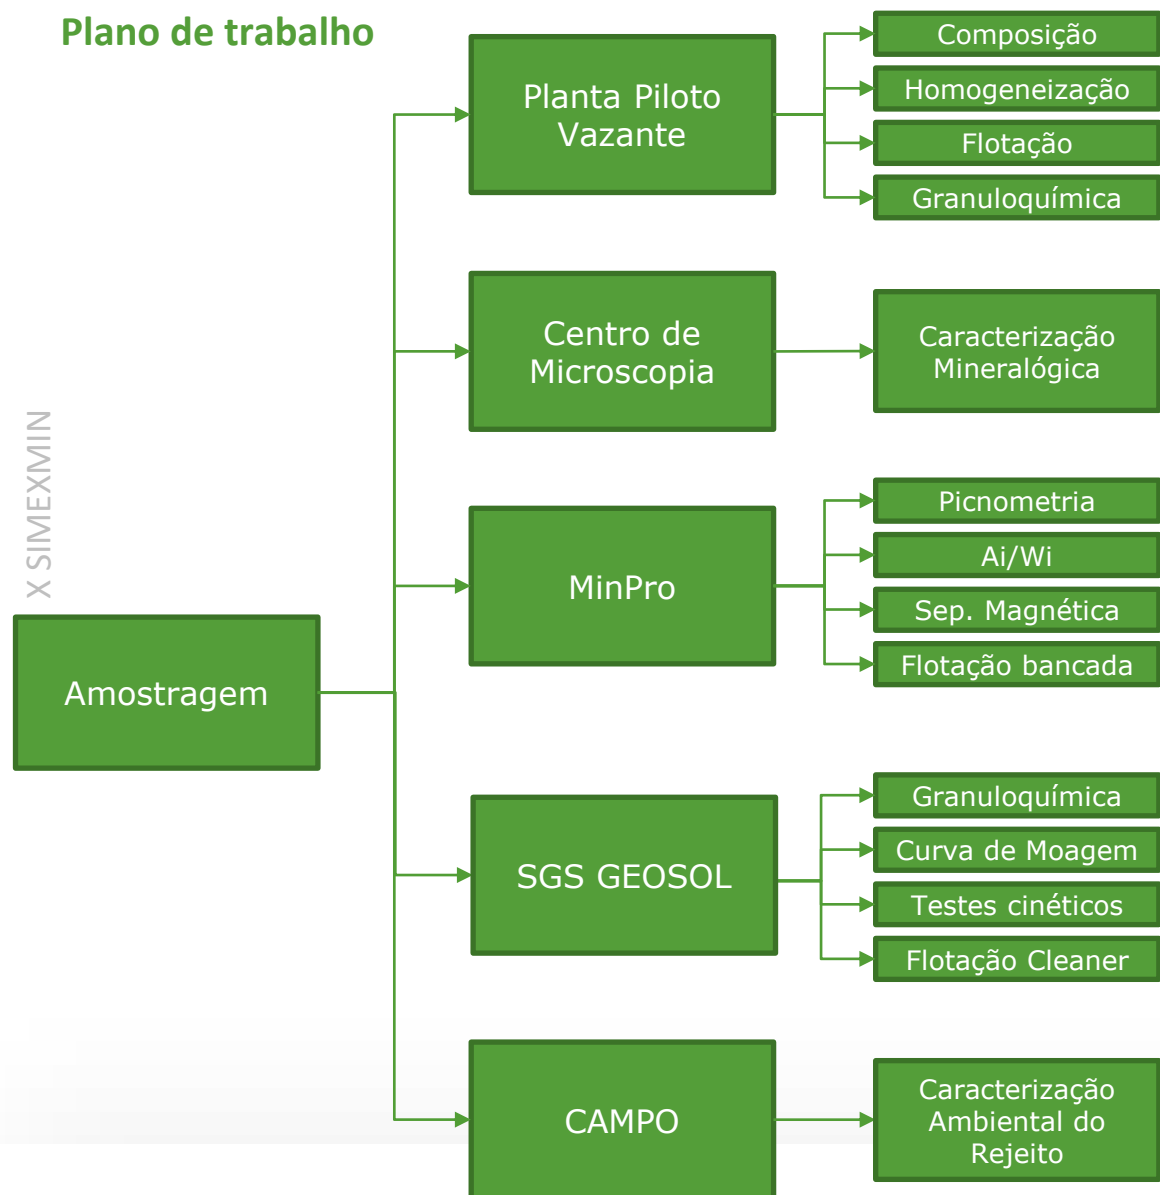 Plano de trabalho
X SIMEXMIN
Amostragem
Planta Piloto
Vazante
Composição
Homogeneização
Flotação
Granuloquímica
Centro de
Microscopia
Caracterização
Mineralógica
MinPro
Picnometria
Ai/Wi
Sep. Magnética
Flotação bancada
SGS GEOSOL
Granuloquímica
Curva de Moagem
Testes cinéticos
Flotação Cleaner
CAMPO
Caracterização
Ambiental do
Rejeito